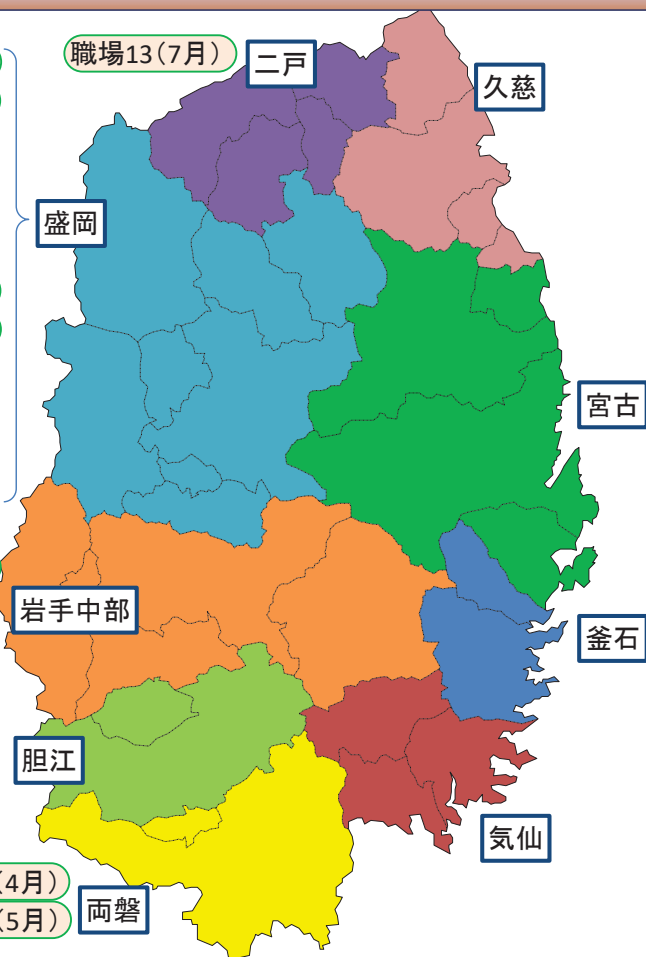 職場13（7月）
二戸
久慈
盛岡
宮古
岩手中部
釜石
胆江
気仙
（4月）
両磐
（5月）